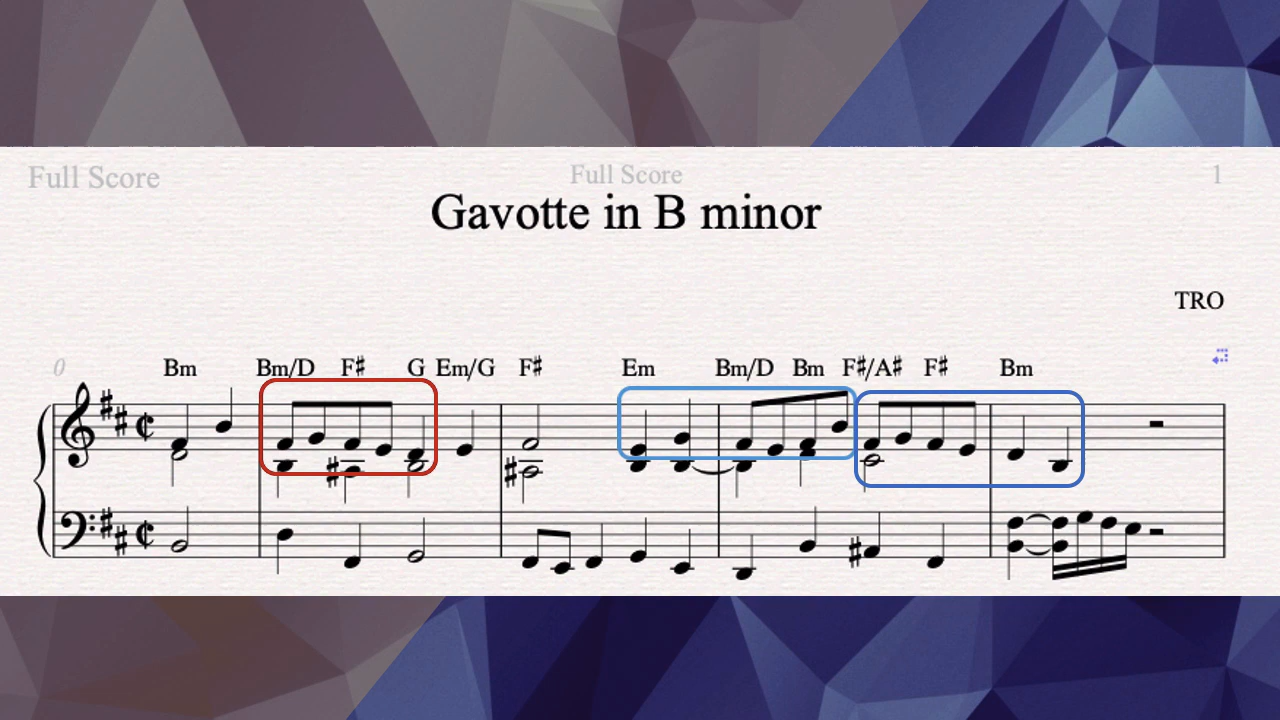 Full Score
Full Score
1
Gavotte in B minor
TRO
0
Bm Bm/D F♯ G Em/G F♯ Em Bm/D Bm F♯/A♯ F♯ Bm